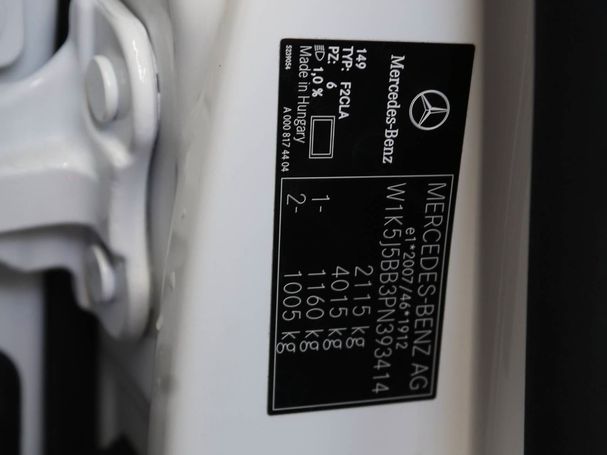 Mercedes-Benz
149
TYP: F2CLA
PZ: 6
1,0 %
Made in Hungary
A 000 817 44 04
MERCEDES-BENZ AG
e1*2007/46*1912
W1K5J5BB3PN393414
2115 kg
4015 kg
1- 1160 kg
2- 1005 kg